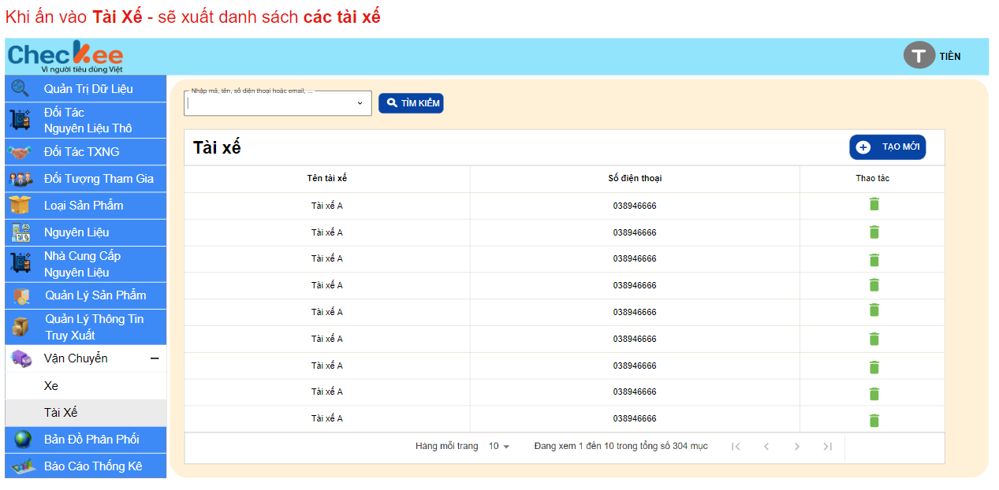 Khi ấn vào Tài Xế - sẽ xuất danh sách các tài xế
Checkee
Vì người tiêu dùng Việt
T TIÊN
Quản Trị Dữ Liệu
Đối Tác
Nguyên Liệu Thô
Đối Tác TXNG
Đối Tượng Tham Gia
Loại Sản Phẩm
Nguyên Liệu
Nhà Cung Cấp
Nguyên Liệu
Quản Lý Sản Phẩm
Quản Lý Thông Tin
Truy Xuất
Vận Chuyển
Xe
Tài Xế
Bản Đồ Phân Phối
Báo Cáo Thống Kê
Nhập mã, tên, số điện thoại hoặc email, ...
TÌM KIẾM
Tài xế
TẠO MỚI
Tên tài xế Số điện thoại Thao tác
Tài xế A 038946666
Tài xế A 038946666
Tài xế A 038946666
Tài xế A 038946666
Tài xế A 038946666
Tài xế A 038946666
Tài xế A 038946666
Tài xế A 038946666
Tài xế A 038946666
Hàng mỗi trang 10 Đang xem 1 đến 10 trong tổng số 304 mục